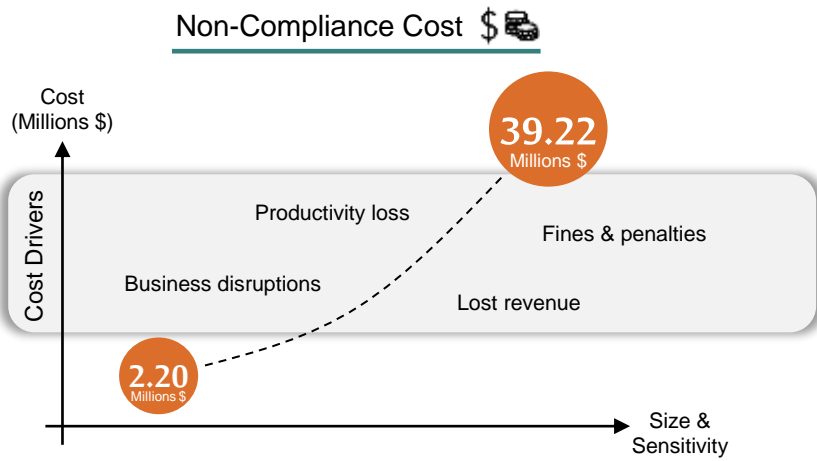 Non-Compliance Cost $
Cost
(Millions $)
39.22
Millions $
Cost Drivers
Productivity loss
Fines & penalties
Business disruptions
Lost revenue
2.20
Millions $
Size &
Sensitivity